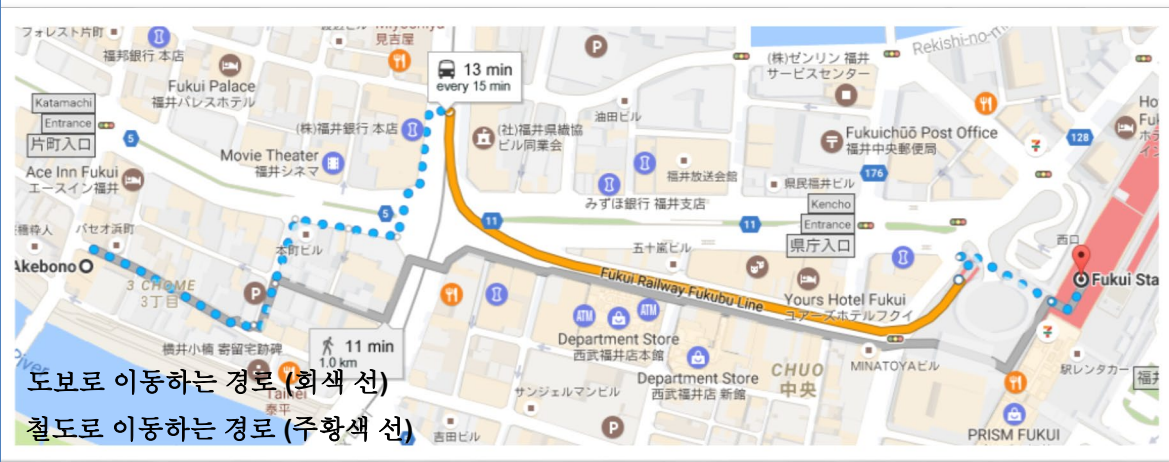 フォレスト片町
福邦銀行 本店
見吉屋
Fukui Palace
福井パレスホテル
Katamachi
Entrance
片町入口
5
Ace Inn Fukui
エースイン福井
(株)福井銀行 本店
Movie Theater
福井シネマ
5
13 min
every 15 min
(社)福井県繊協
ビル同業会
P
油田ビル
(株)ゼンリン 福井
サービスセンター
Rekishi-no-m
Fukuichūō Post Office
福井中央郵便局
128
176
福井放送会館
みずほ銀行 福井支店
県民福井ビル
Kencho
Entrance
県庁入口
11
11
五十嵐ビル
西口
パセオ浜町
本町ビル
Akebono
3 CHOME
3丁目
P
Fukui Railway Fukubu Line
Yours Hotel Fukui
ユアーズホテルフクイ
Fukui Sta
ATM
ATM
Department Store
西武福井店本館
Department Store
西武福井店 新館
CHUO
中央
MINATOYAビル
駅レンタカー
福井
横井小楠 寄留宅跡碑
11 min
1.0 km
River
Tainei
泰平
サンジェルマンビル
吉田ビル
P
PRISM FUKUI
도보로 이동하는 경로 (회색 선)
철도로 이동하는 경로 (주황색 선)